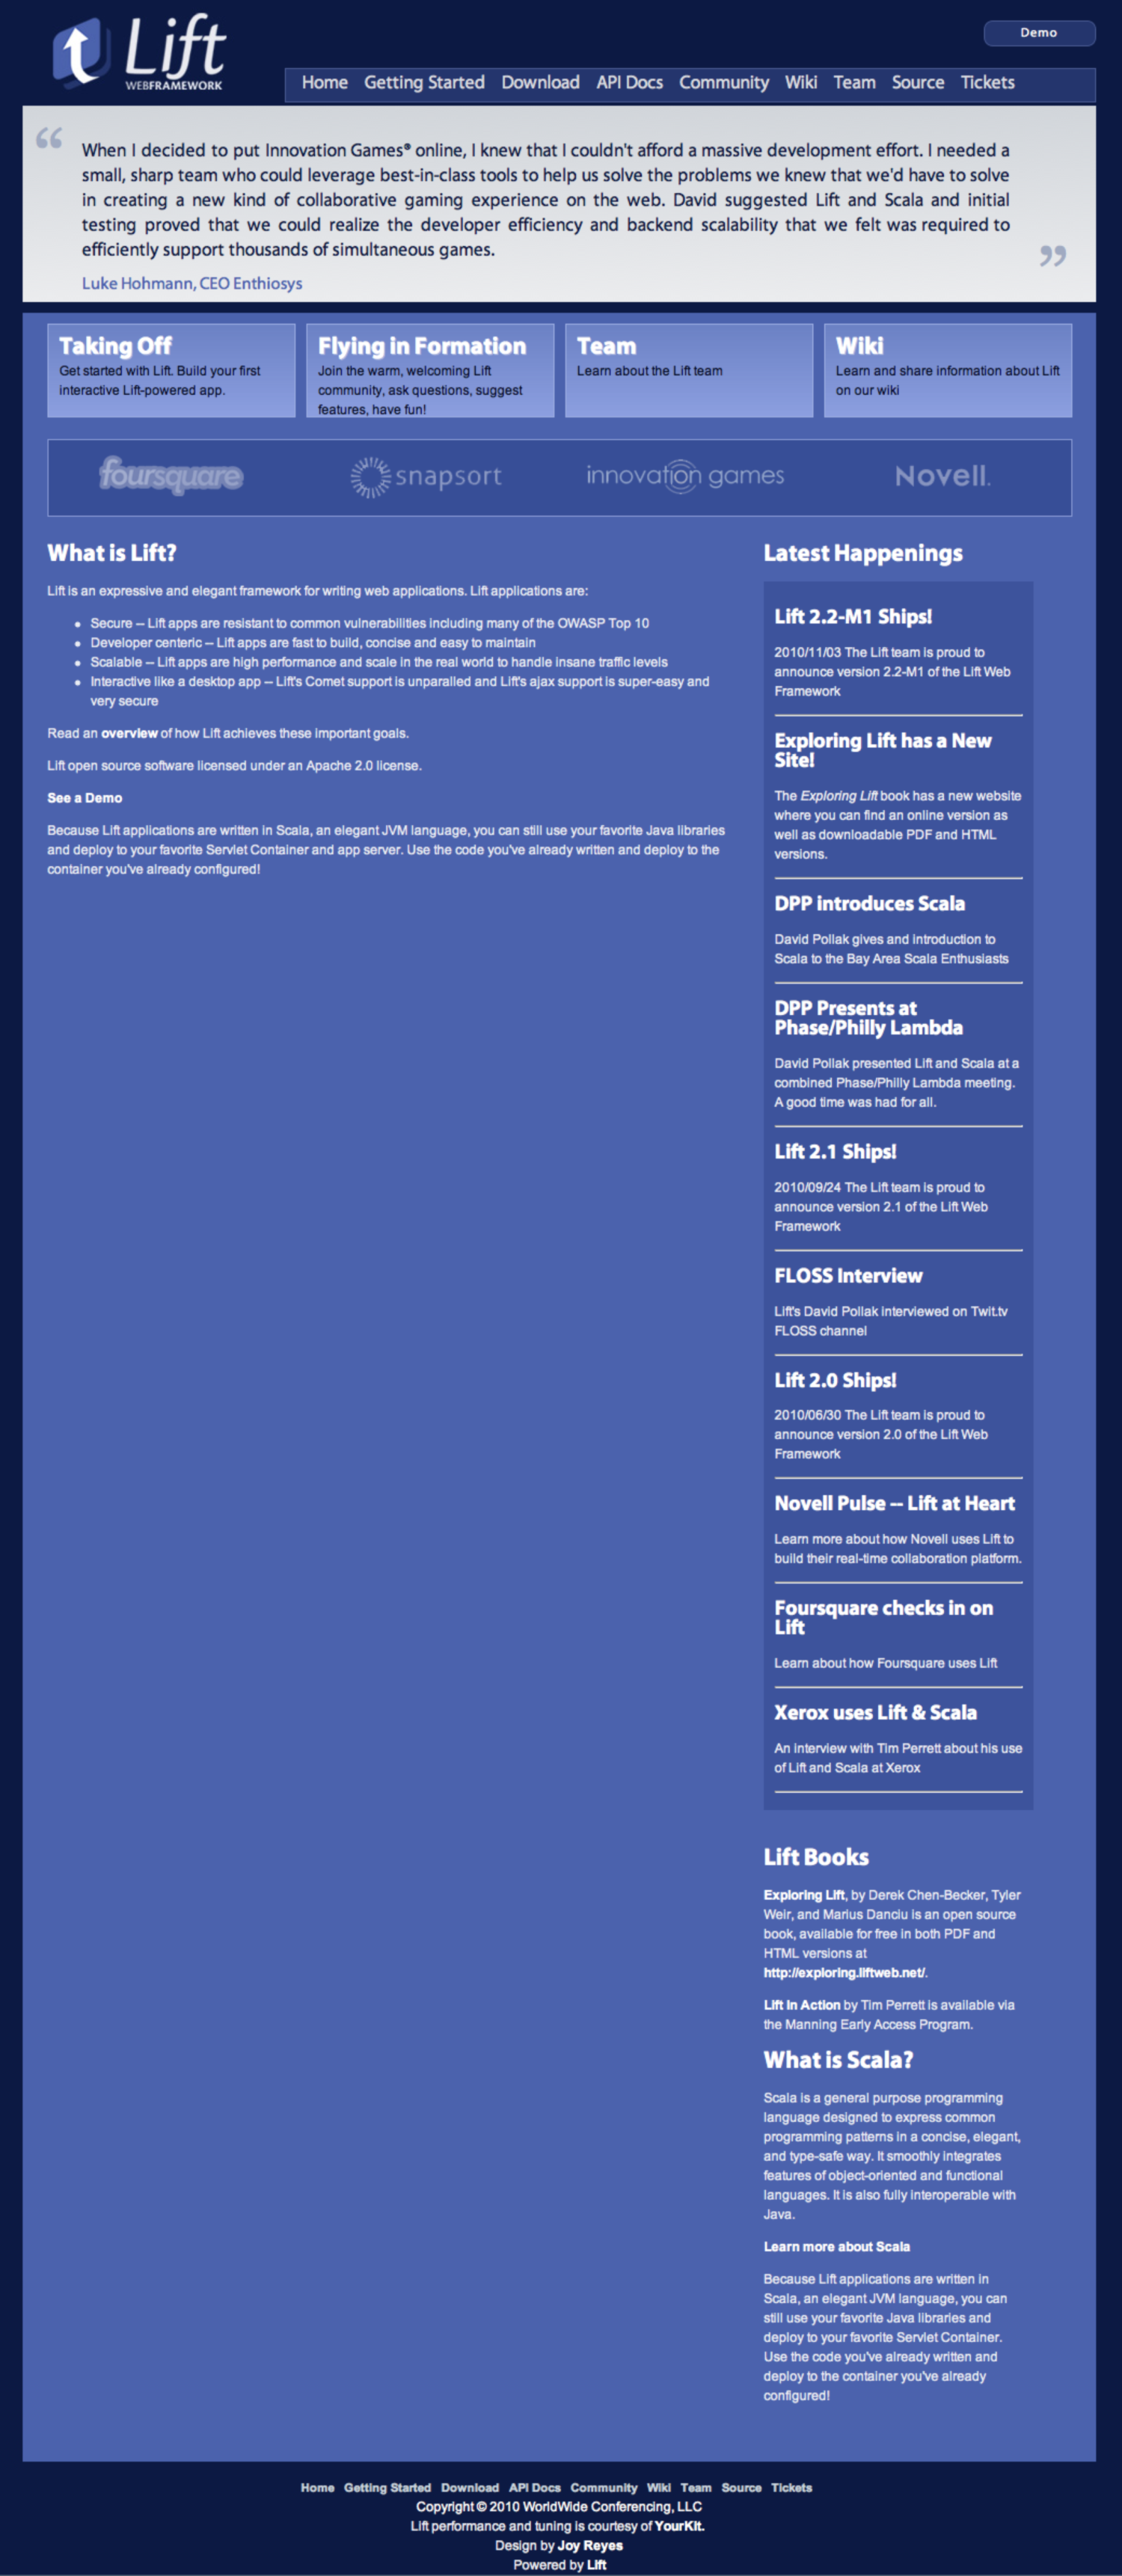 Lift
WEBFRAMEWORK
Demo
Home Getting Started Download API Docs Community Wiki Team Source Tickets
“
When I decided to put Innovation Games® online, I knew that I couldn't afford a massive development effort. I needed a
small, sharp team who could leverage best-in-class tools to help us solve the problems we knew that we'd have to solve
in creating a new kind of collaborative gaming experience on the web. David suggested Lift and Scala and initial
testing proved that we could realize the developer efficiency and backend scalability that we felt was required to
efficiently support thousands of simultaneous games.
”
Luke Hohmann, CEO Enthiosys
Taking Off
Get started with Lift. Build your first
interactive Lift-powered app.
Flying in Formation
Join the warm, welcoming Lift
community, ask questions, suggest
features, have fun!
Team
Learn about the Lift team
Wiki
Learn and share information about Lift
on our wiki
foursquare snapsort innovation games Novell.
What is Lift?
Lift is an expressive and elegant framework for writing web applications. Lift applications are:
• Secure -- Lift apps are resistant to common vulnerabilities including many of the OWASP Top 10
• Developer centeric -- Lift apps are fast to build, concise and easy to maintain
• Scalable -- Lift apps are high performance and scale in the real world to handle insane traffic levels
• Interactive like a desktop app -- Lift's Comet support is unparalled and Lift's ajax support is super-easy and
very secure
Read an overview of how Lift achieves these important goals.
Lift open source software licensed under an Apache 2.0 license.
See a Demo
Because Lift applications are written in Scala, an elegant JVM language, you can still use your favorite Java libraries
and deploy to your favorite Servlet Container and app server. Use the code you've already written and deploy to the
container you've already configured!
Latest Happenings
Lift 2.2-M1 Ships!
2010/11/03 The Lift team is proud to
announce version 2.2-M1 of the Lift Web
Framework
Exploring Lift has a New
Site!
The Exploring Lift book has a new website
where you can find an online version as
well as downloadable PDF and HTML
versions.
DPP introduces Scala
David Pollak gives and introduction to
Scala to the Bay Area Scala Enthusiasts
DPP Presents at
Phase/Philly Lambda
David Pollak presented Lift and Scala at a
combined Phase/Philly Lambda meeting.
A good time was had for all.
Lift 2.1 Ships!
2010/09/24 The Lift team is proud to
announce version 2.1 of the Lift Web
Framework
FLOSS Interview
Lift's David Pollak interviewed on Twit.tv
FLOSS channel
Lift 2.0 Ships!
2010/06/30 The Lift team is proud to
announce version 2.0 of the Lift Web
Framework
Novell Pulse -- Lift at Heart
Learn more about how Novell uses Lift to
build their real-time collaboration platform.
Foursquare checks in on
Lift
Learn about how Foursquare uses Lift
Xerox uses Lift & Scala
An interview with Tim Perrett about his use
of Lift and Scala at Xerox
Lift Books
Exploring Lift, by Derek Chen-Becker, Tyler
Weir, and Marius Danciu is an open source
book, available for free in both PDF and
HTML versions at
http://exploring.liftweb.net/.
Lift In Action by Tim Perrett is available via
the Manning Early Access Program.
What is Scala?
Scala is a general purpose programming
language designed to express common
programming patterns in a concise, elegant,
and type-safe way. It smoothly integrates
features of object-oriented and functional
languages. It is also fully interoperable with
Java.
Learn more about Scala
Because Lift applications are written in
Scala, an elegant JVM language, you can
still use your favorite Java libraries and
deploy to your favorite Servlet Container.
Use the code you've already written and
deploy to the container you've already
configured!
Home Getting Started Download API Docs Community Wiki Team Source Tickets
Copyright © 2010 WorldWide Conferencing, LLC
Lift performance and tuning is courtesy of YourKit.
Design by Joy Reyes
Powered by Lift